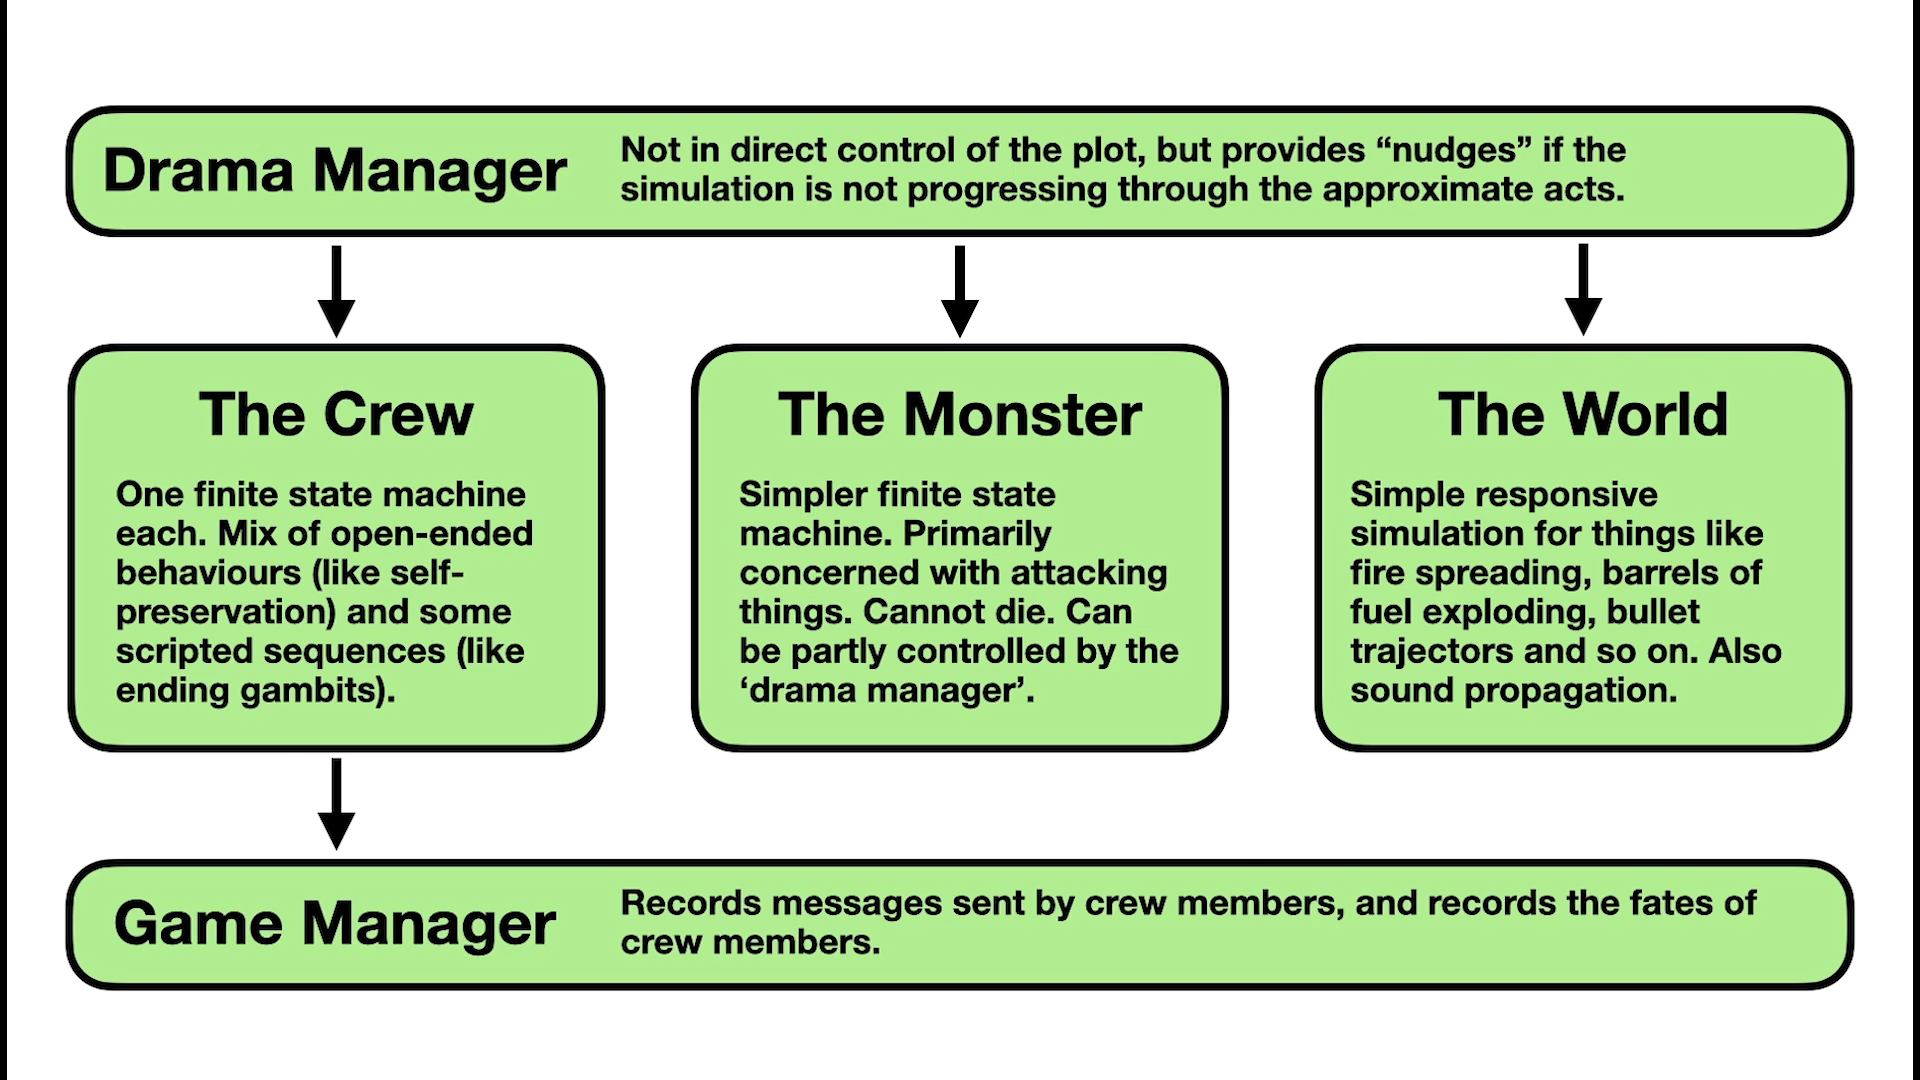 Drama Manager
Not in direct control of the plot, but provides “nudges” if the
simulation is not progressing through the approximate acts.
The Crew
One finite state machine
each. Mix of open-ended
behaviours (like self-
preservation) and some
scripted sequences (like
ending gambits).
The Monster
Simpler finite state
machine. Primarily
concerned with attacking
things. Cannot die. Can
be partly controlled by the
‘drama manager’.
The World
Simple responsive
simulation for things like
fire spreading, barrels of
fuel exploding, bullet
trajectors and so on. Also
sound propagation.
Game Manager
Records messages sent by crew members, and records the fates of
crew members.